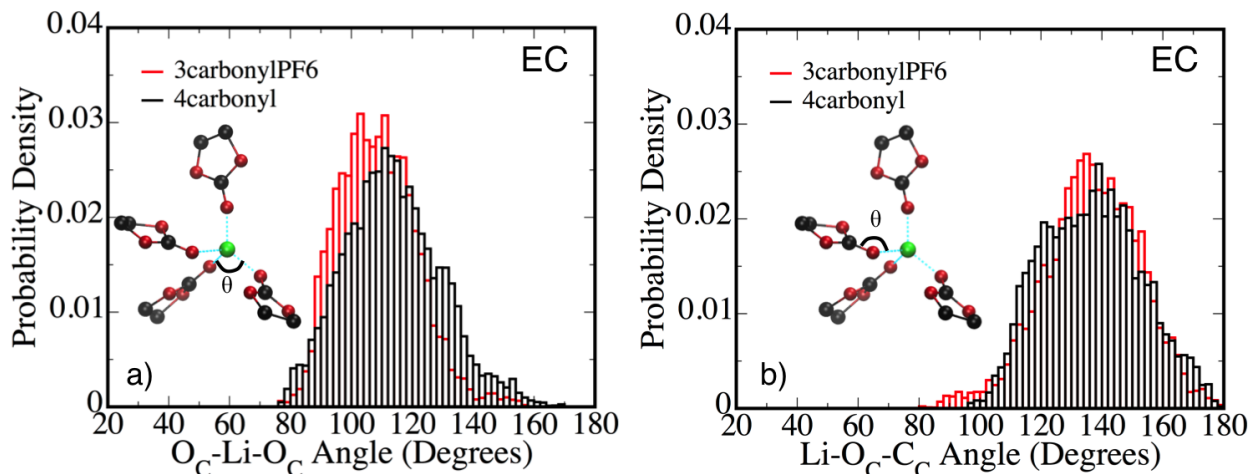 0.04
0.03
0.02
0.01
0
Probability Density
EC
3carbonylPF6
4carbonyl
θ
a)
20 40 60 80 100 120 140 160 180
O_C-Li-O_C Angle (Degrees)
0.04
0.03
0.02
0.01
0
Probability Density
EC
3carbonylPF6
4carbonyl
θ
b)
20 40 60 80 100 120 140 160 180
Li-O_C-C_C Angle (Degrees)